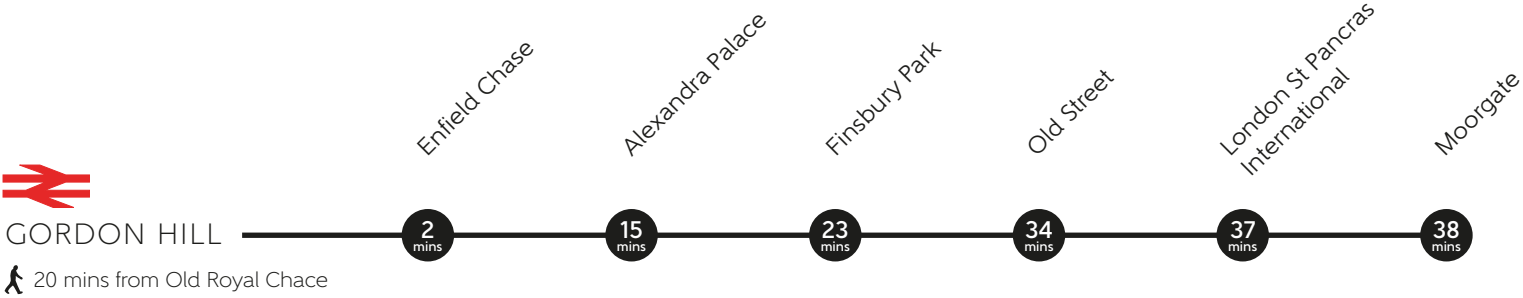 Enfield Chase
Alexandra Palace
Finsbury Park
Old Street
London St Pancras
International
Moorgate
GORDON HILL
2
mins
15
mins
23
mins
34
mins
37
mins
38
mins
20 mins from Old Royal Chace